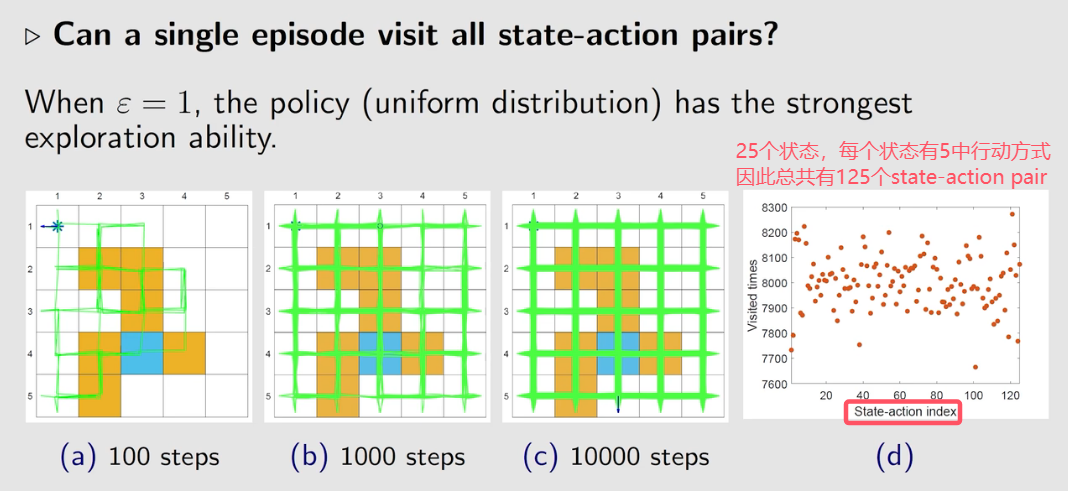 ▷ Can a single episode visit all state-action pairs?
When ε = 1, the policy (uniform distribution) has the strongest
exploration ability.
25个状态，每个状态有5中行动方式
因此总共有125个state-action pair
1 2 3 4 5
1
2
3
4
5
(a) 100 steps
1 2 3 4 5
1
2
3
4
5
(b) 1000 steps
1 2 3 4 5
1
2
3
4
5
(c) 10000 steps
8300
8200
8100
8000
7900
7800
7700
7600
Visited times
20 40 60 80 100 120
State-action index
(d)